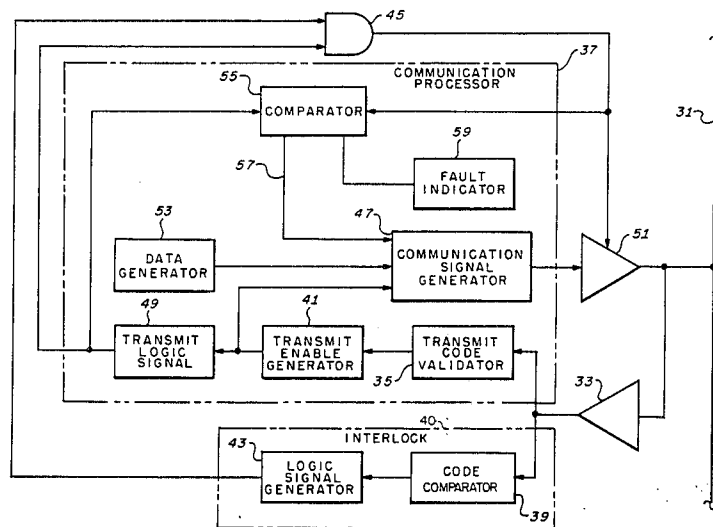 45
37
COMMUNICATION
PROCESSOR
55
COMPARATOR
31
59
57
FAULT
INDICATOR
47
53
51
DATA
GENERATOR
COMMUNICATION
SIGNAL
GENERATOR
49
41
TRANSMIT
LOGIC
SIGNAL
TRANSMIT
ENABLE
GENERATOR
TRANSMIT
CODE
VALIDATOR
35
33
40
INTERLOCK
43
LOGIC
SIGNAL
GENERATOR
CODE
COMPARATOR
39